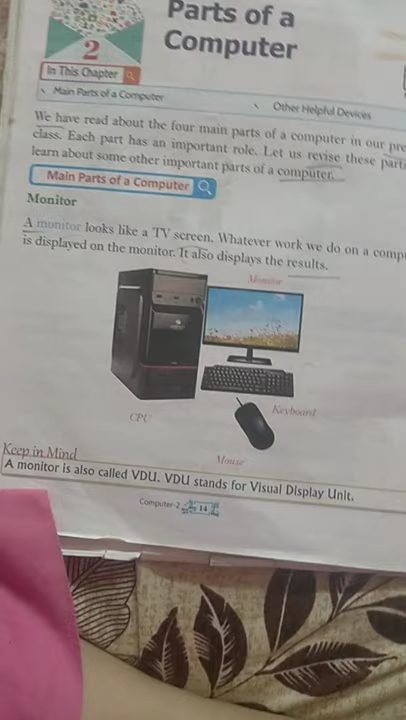 2
Parts of a
Computer
In This Chapter
Main Parts of a Computer
Other Helpful Devices
We have read about the four main parts of a computer in our pre
class. Each part has an important role. Let us revise these parts
learn about some other important parts of a computer.
Main Parts of a Computer
Monitor
A monitor looks like a TV screen. Whatever work we do on a comp
is displayed on the monitor. It also displays the results.
Monitor
CPU
Keyboard
Mouse
Keep in Mind
A monitor is also called VDU. VDU stands for Visual Display Unit.
Computer-2 14